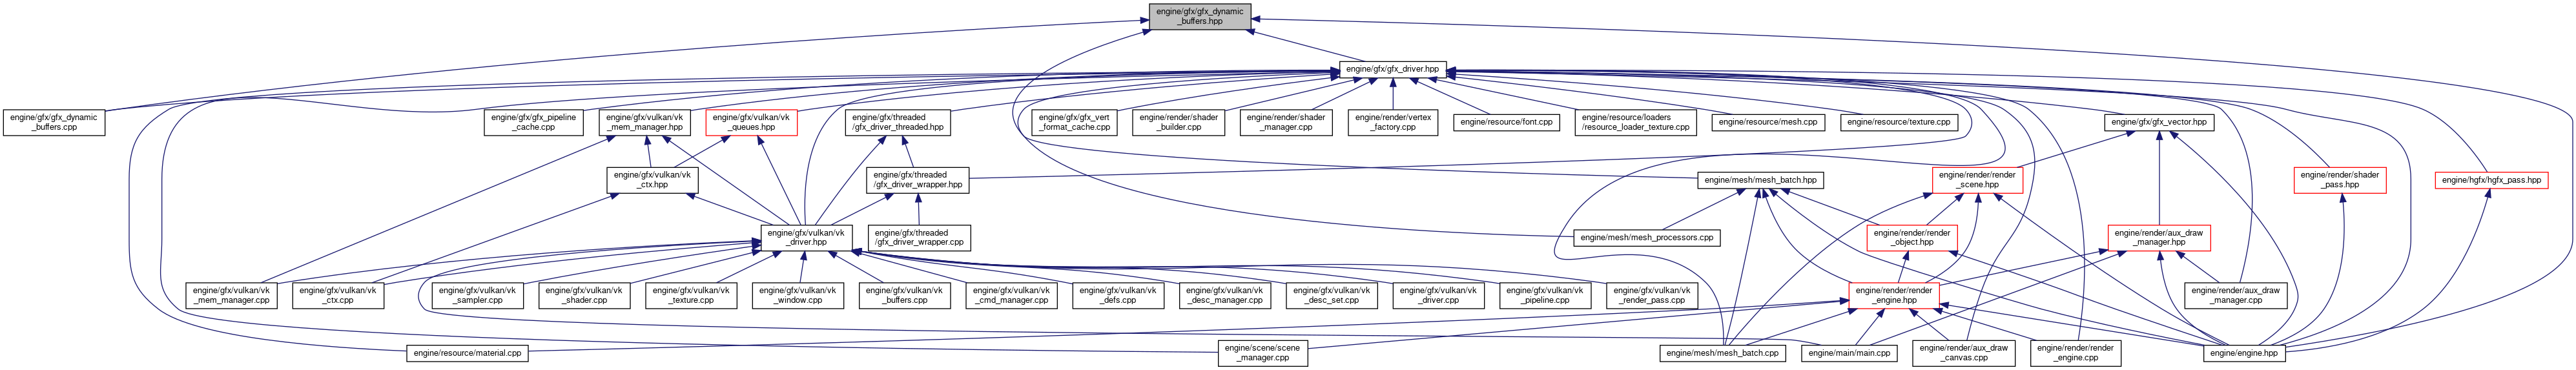 engine/gfx/gfx_dynamic
_buffers.hpp
engine/gfx/gfx_driver.hpp
engine/gfx/gfx_dynamic
_buffers.cpp
engine/gfx/gfx_pipeline
_cache.cpp
engine/gfx/vulkan/vk
_mem_manager.hpp
engine/gfx/vulkan/vk
_queues.hpp
engine/gfx/threaded
/gfx_driver_threaded.hpp
engine/gfx/gfx_vert
_format_cache.cpp
engine/render/shader
_builder.cpp
engine/render/shader
_manager.cpp
engine/render/vertex
_factory.cpp
engine/resource/font.cpp
engine/resource/loaders
/resource_loader_texture.cpp
engine/resource/mesh.cpp
engine/resource/texture.cpp
engine/gfx/gfx_vector.hpp
engine/gfx/vulkan/vk
_ctx.hpp
engine/gfx/threaded
/gfx_driver_wrapper.hpp
engine/mesh/mesh_batch.hpp
engine/render/render
_scene.hpp
engine/render/shader
_pass.hpp
engine/hgfx/hgfx_pass.hpp
engine/gfx/vulkan/vk
_driver.hpp
engine/gfx/threaded
/gfx_driver_wrapper.cpp
engine/mesh/mesh_processors.cpp
engine/render/render
_object.hpp
engine/render/aux_draw
_manager.hpp
engine/gfx/vulkan/vk
_mem_manager.cpp
engine/gfx/vulkan/vk
_ctx.cpp
engine/gfx/vulkan/vk
_sampler.cpp
engine/gfx/vulkan/vk
_shader.cpp
engine/gfx/vulkan/vk
_texture.cpp
engine/gfx/vulkan/vk
_window.cpp
engine/gfx/vulkan/vk
_buffers.cpp
engine/gfx/vulkan/vk
_cmd_manager.cpp
engine/gfx/vulkan/vk
_defs.cpp
engine/gfx/vulkan/vk
_desc_manager.cpp
engine/gfx/vulkan/vk
_desc_set.cpp
engine/gfx/vulkan/vk
_driver.cpp
engine/gfx/vulkan/vk
_pipeline.cpp
engine/gfx/vulkan/vk
_render_pass.cpp
engine/render/render
_engine.hpp
engine/render/aux_draw
_manager.cpp
engine/resource/material.cpp
engine/scene/scene
_manager.cpp
engine/mesh/mesh_batch.cpp
engine/main/main.cpp
engine/render/aux_draw
_canvas.cpp
engine/render/render
_engine.cpp
engine/engine.hpp